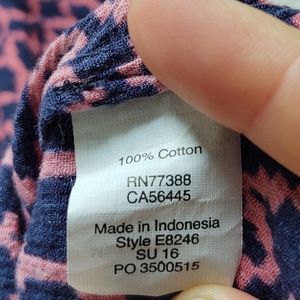 100% Cotton
RN77388
CA56445
Made in Indonesia
Style E8246
SU 16
PO 3500515